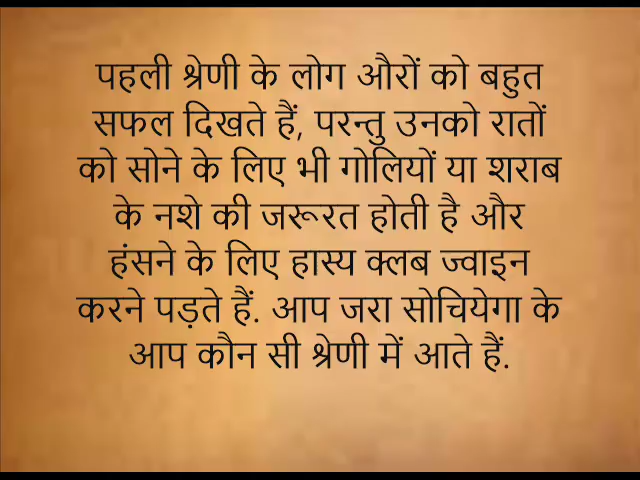 पहली श्रेणी के लोग औरों को बहुत
सफल दिखते हैं, परन्तु उनको रातों
को सोने के लिए भी गोलियों या शराब
के नशे की जरूरत होती है और
हंसने के लिए हास्य क्लब ज्वाइन
करने पड़ते हैं. आप जरा सोचियेगा के
आप कौन सी श्रेणी में आते हैं.